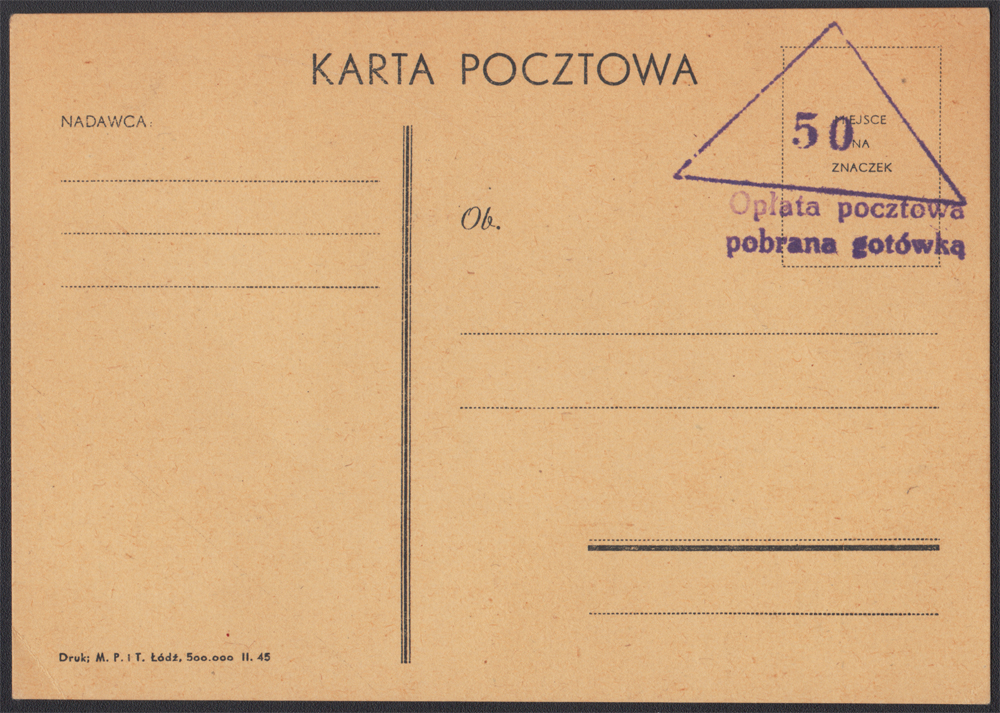 KARTA POCZTOWA
NADAWCA:
MIEJSCE
NA
ZNACZEK
50
Opłata pocztowa
pobrana gotówką
Ob.
Druk; M. P. i T. Łódź, 500.000 II. 45